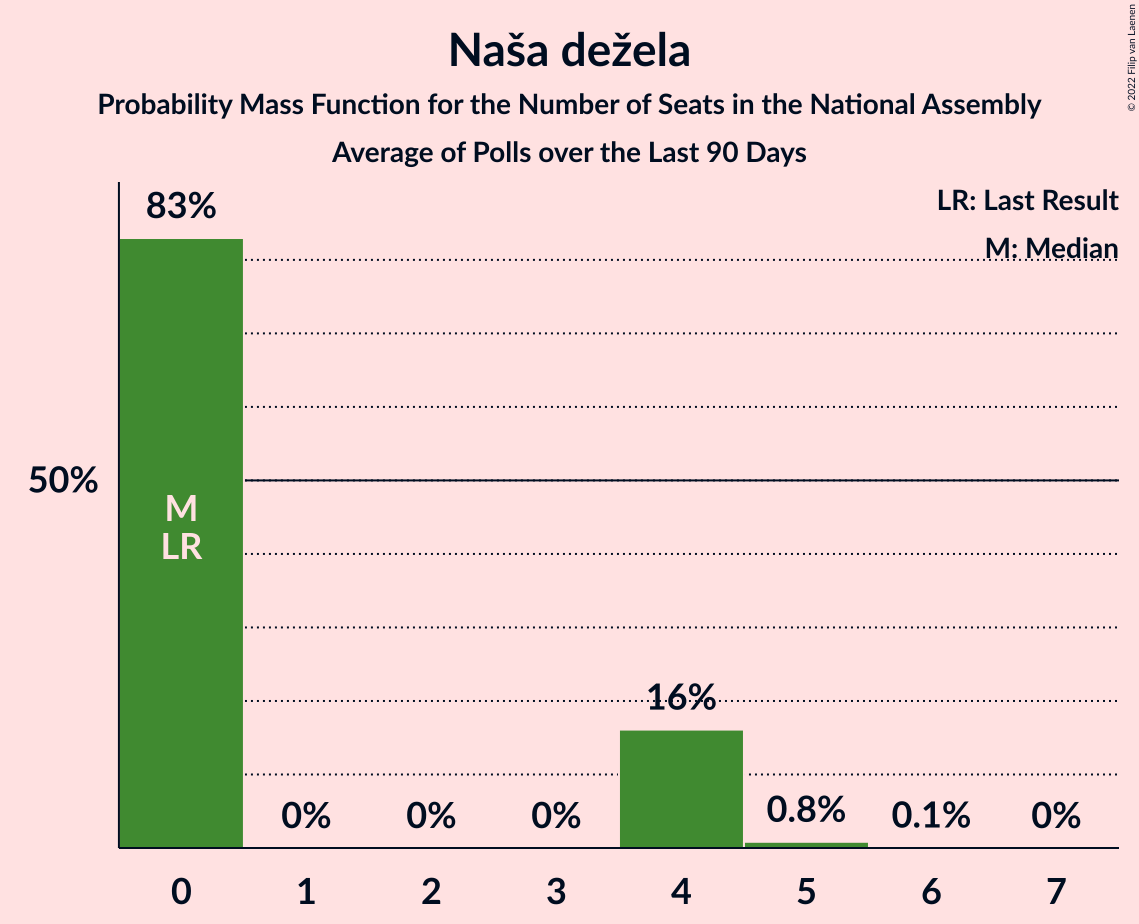 Naša dežela
Probability Mass Function for the Number of Seats in the National Assembly
Average of Polls over the Last 90 Days
© 2022 Filip van Laenen
LR: Last Result
M: Median
83%
50%
M
LR
16%
0%
0%
0%
0.8%
0.1%
0%
0
1
2
3
4
5
6
7